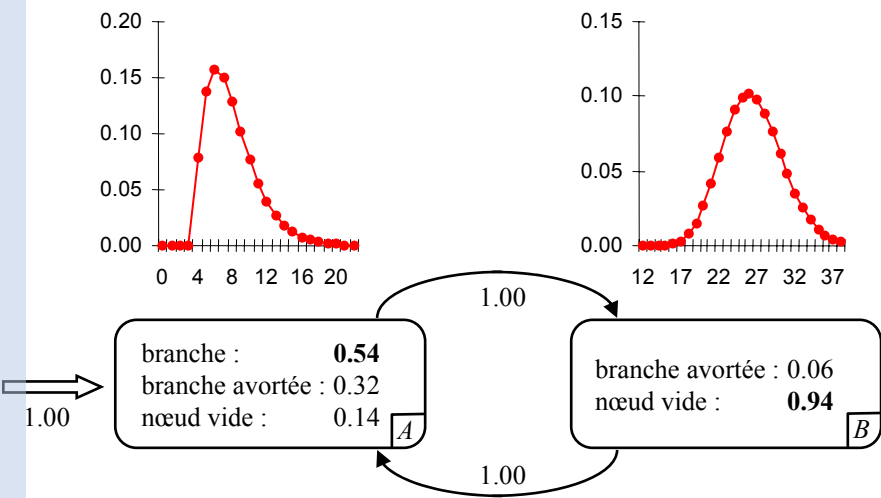 0.20
0.15
0.10
0.05
0.00
0 4 8 12 16 20
0.15
0.10
0.05
0.00
12 17 22 27 32 37
1.00
branche : 0.54
branche avortée : 0.32
nœud vide : 0.14
A
1.00
branche avortée : 0.06
nœud vide : 0.94
B
1.00